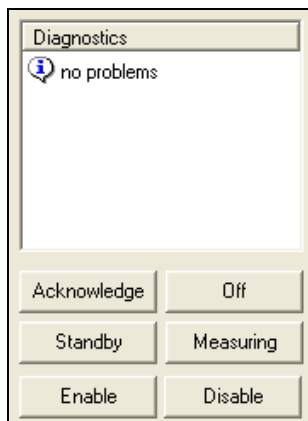 Diagnostics
no problems
Acknowledge Off
Standby Measuring
Enable Disable